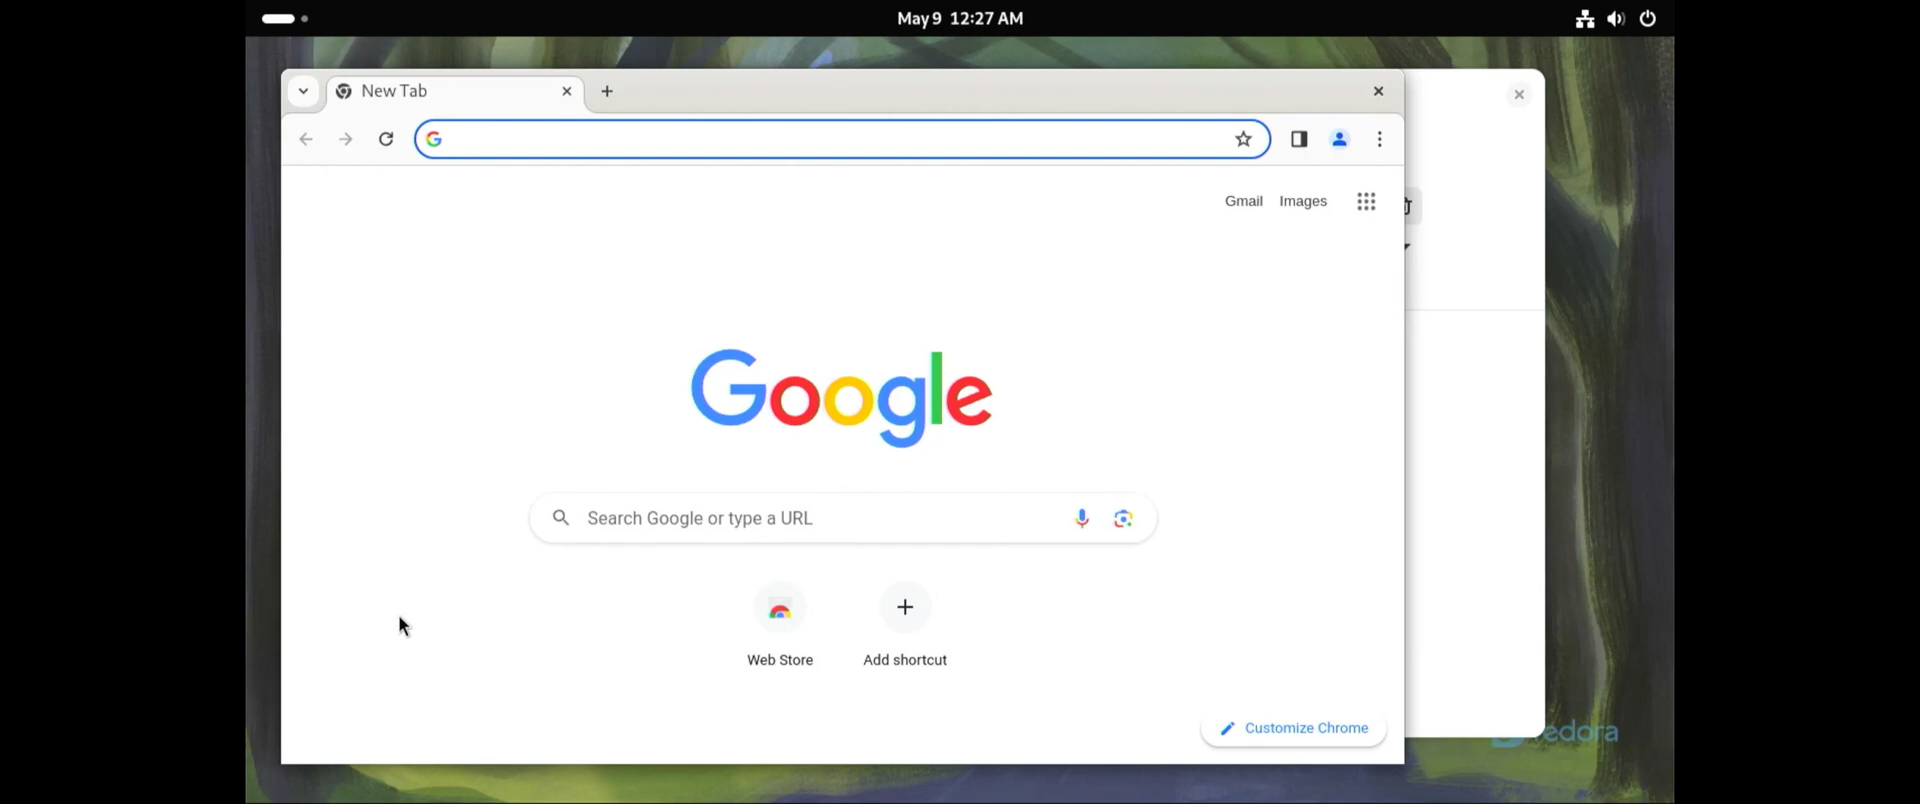 May 9 12:27 AM
New Tab
Gmail Images
Google
Search Google or type a URL
Web Store
Add shortcut
Customize Chrome